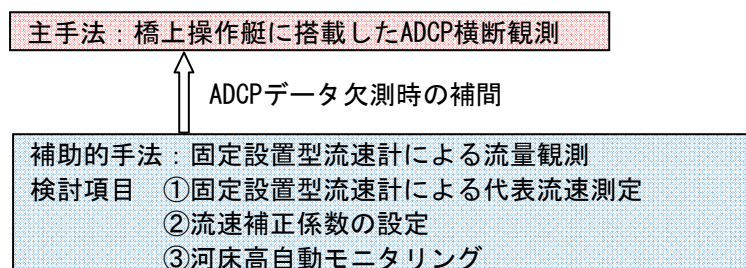 主手法：橋上操作艇に搭載したADCP横断観測
ADCPデータ欠測時の補間
補助的手法：固定設置型流速計による流量観測
検討項目　①固定設置型流速計による代表流速測定
②流速補正係数の設定
③河床高自動モニタリング